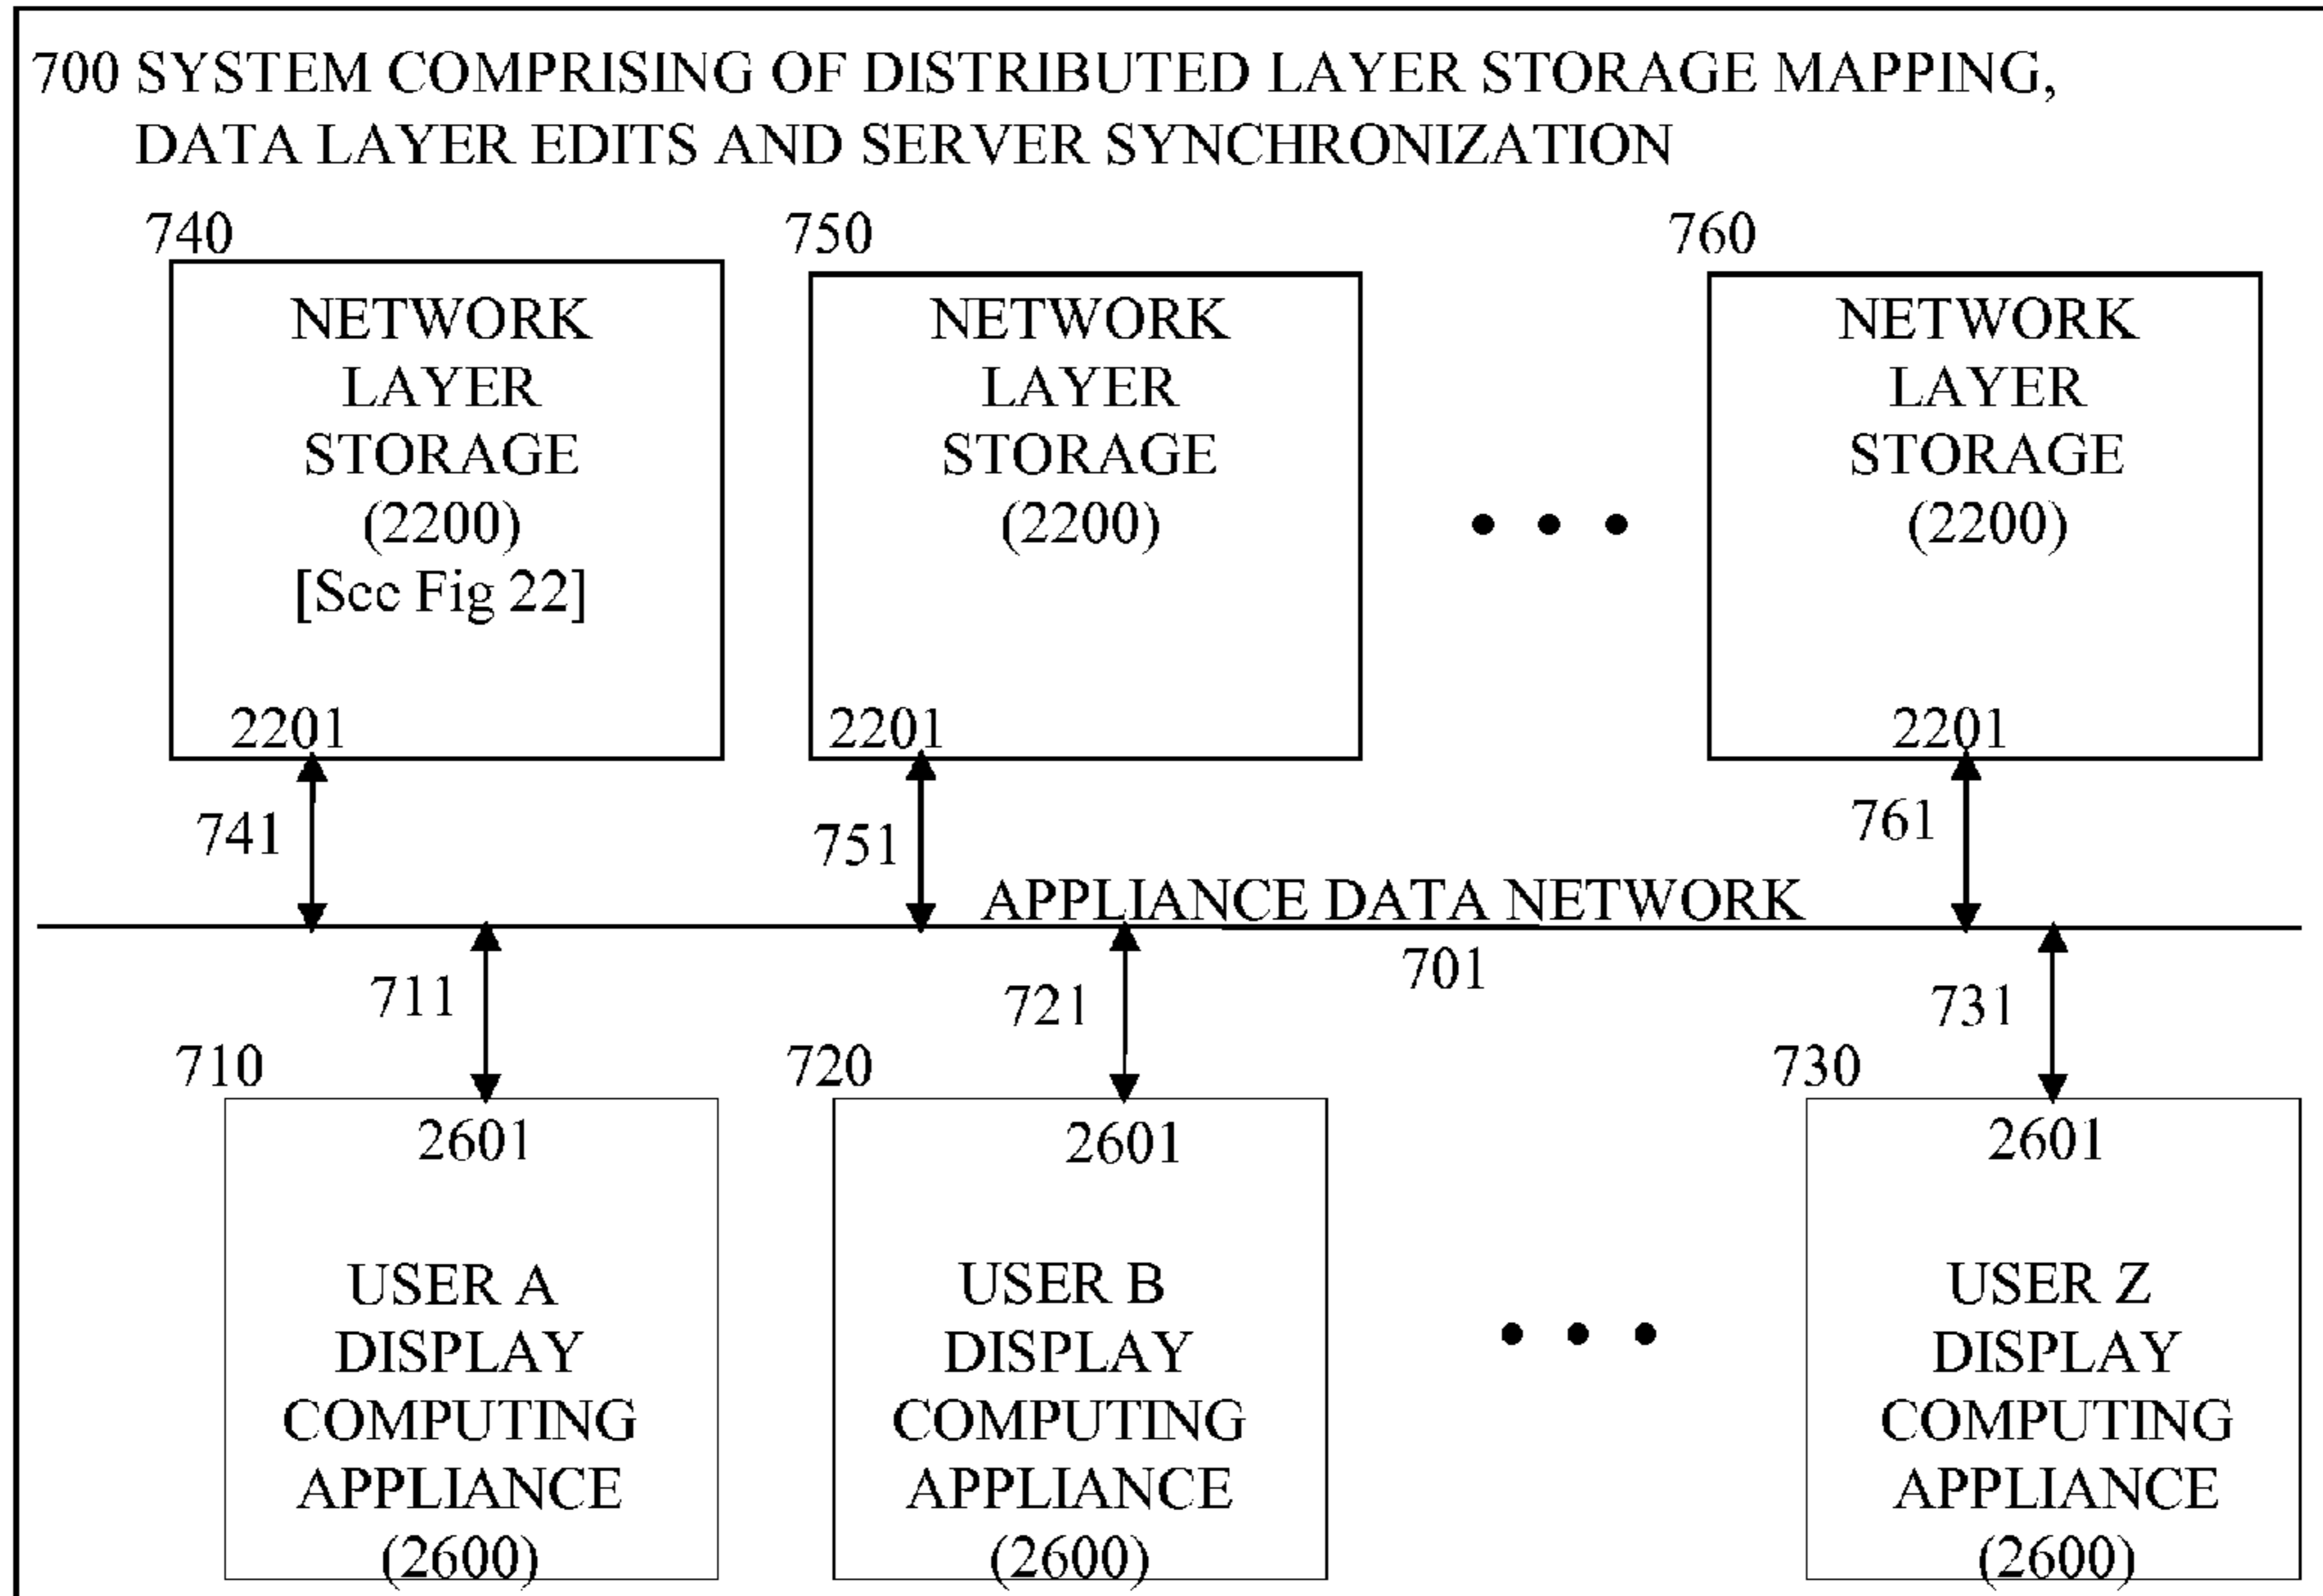 700 SYSTEM COMPRISING OF DISTRIBUTED LAYER STORAGE MAPPING,
DATA LAYER EDITS AND SERVER SYNCHRONIZATION
740
NETWORK
LAYER
STORAGE
(2200)
[Scc Fig 22]
2201
741
750
NETWORK
LAYER
STORAGE
(2200)
2201
751
• • •
760
NETWORK
LAYER
STORAGE
(2200)
2201
761
APPLIANCE DATA NETWORK
701
711
710
2601
USER A
DISPLAY
COMPUTING
APPLIANCE
(2600)
721
720
2601
USER B
DISPLAY
COMPUTING
APPLIANCE
(2600)
• • •
731
730
2601
USER Z
DISPLAY
COMPUTING
APPLIANCE
(2600)